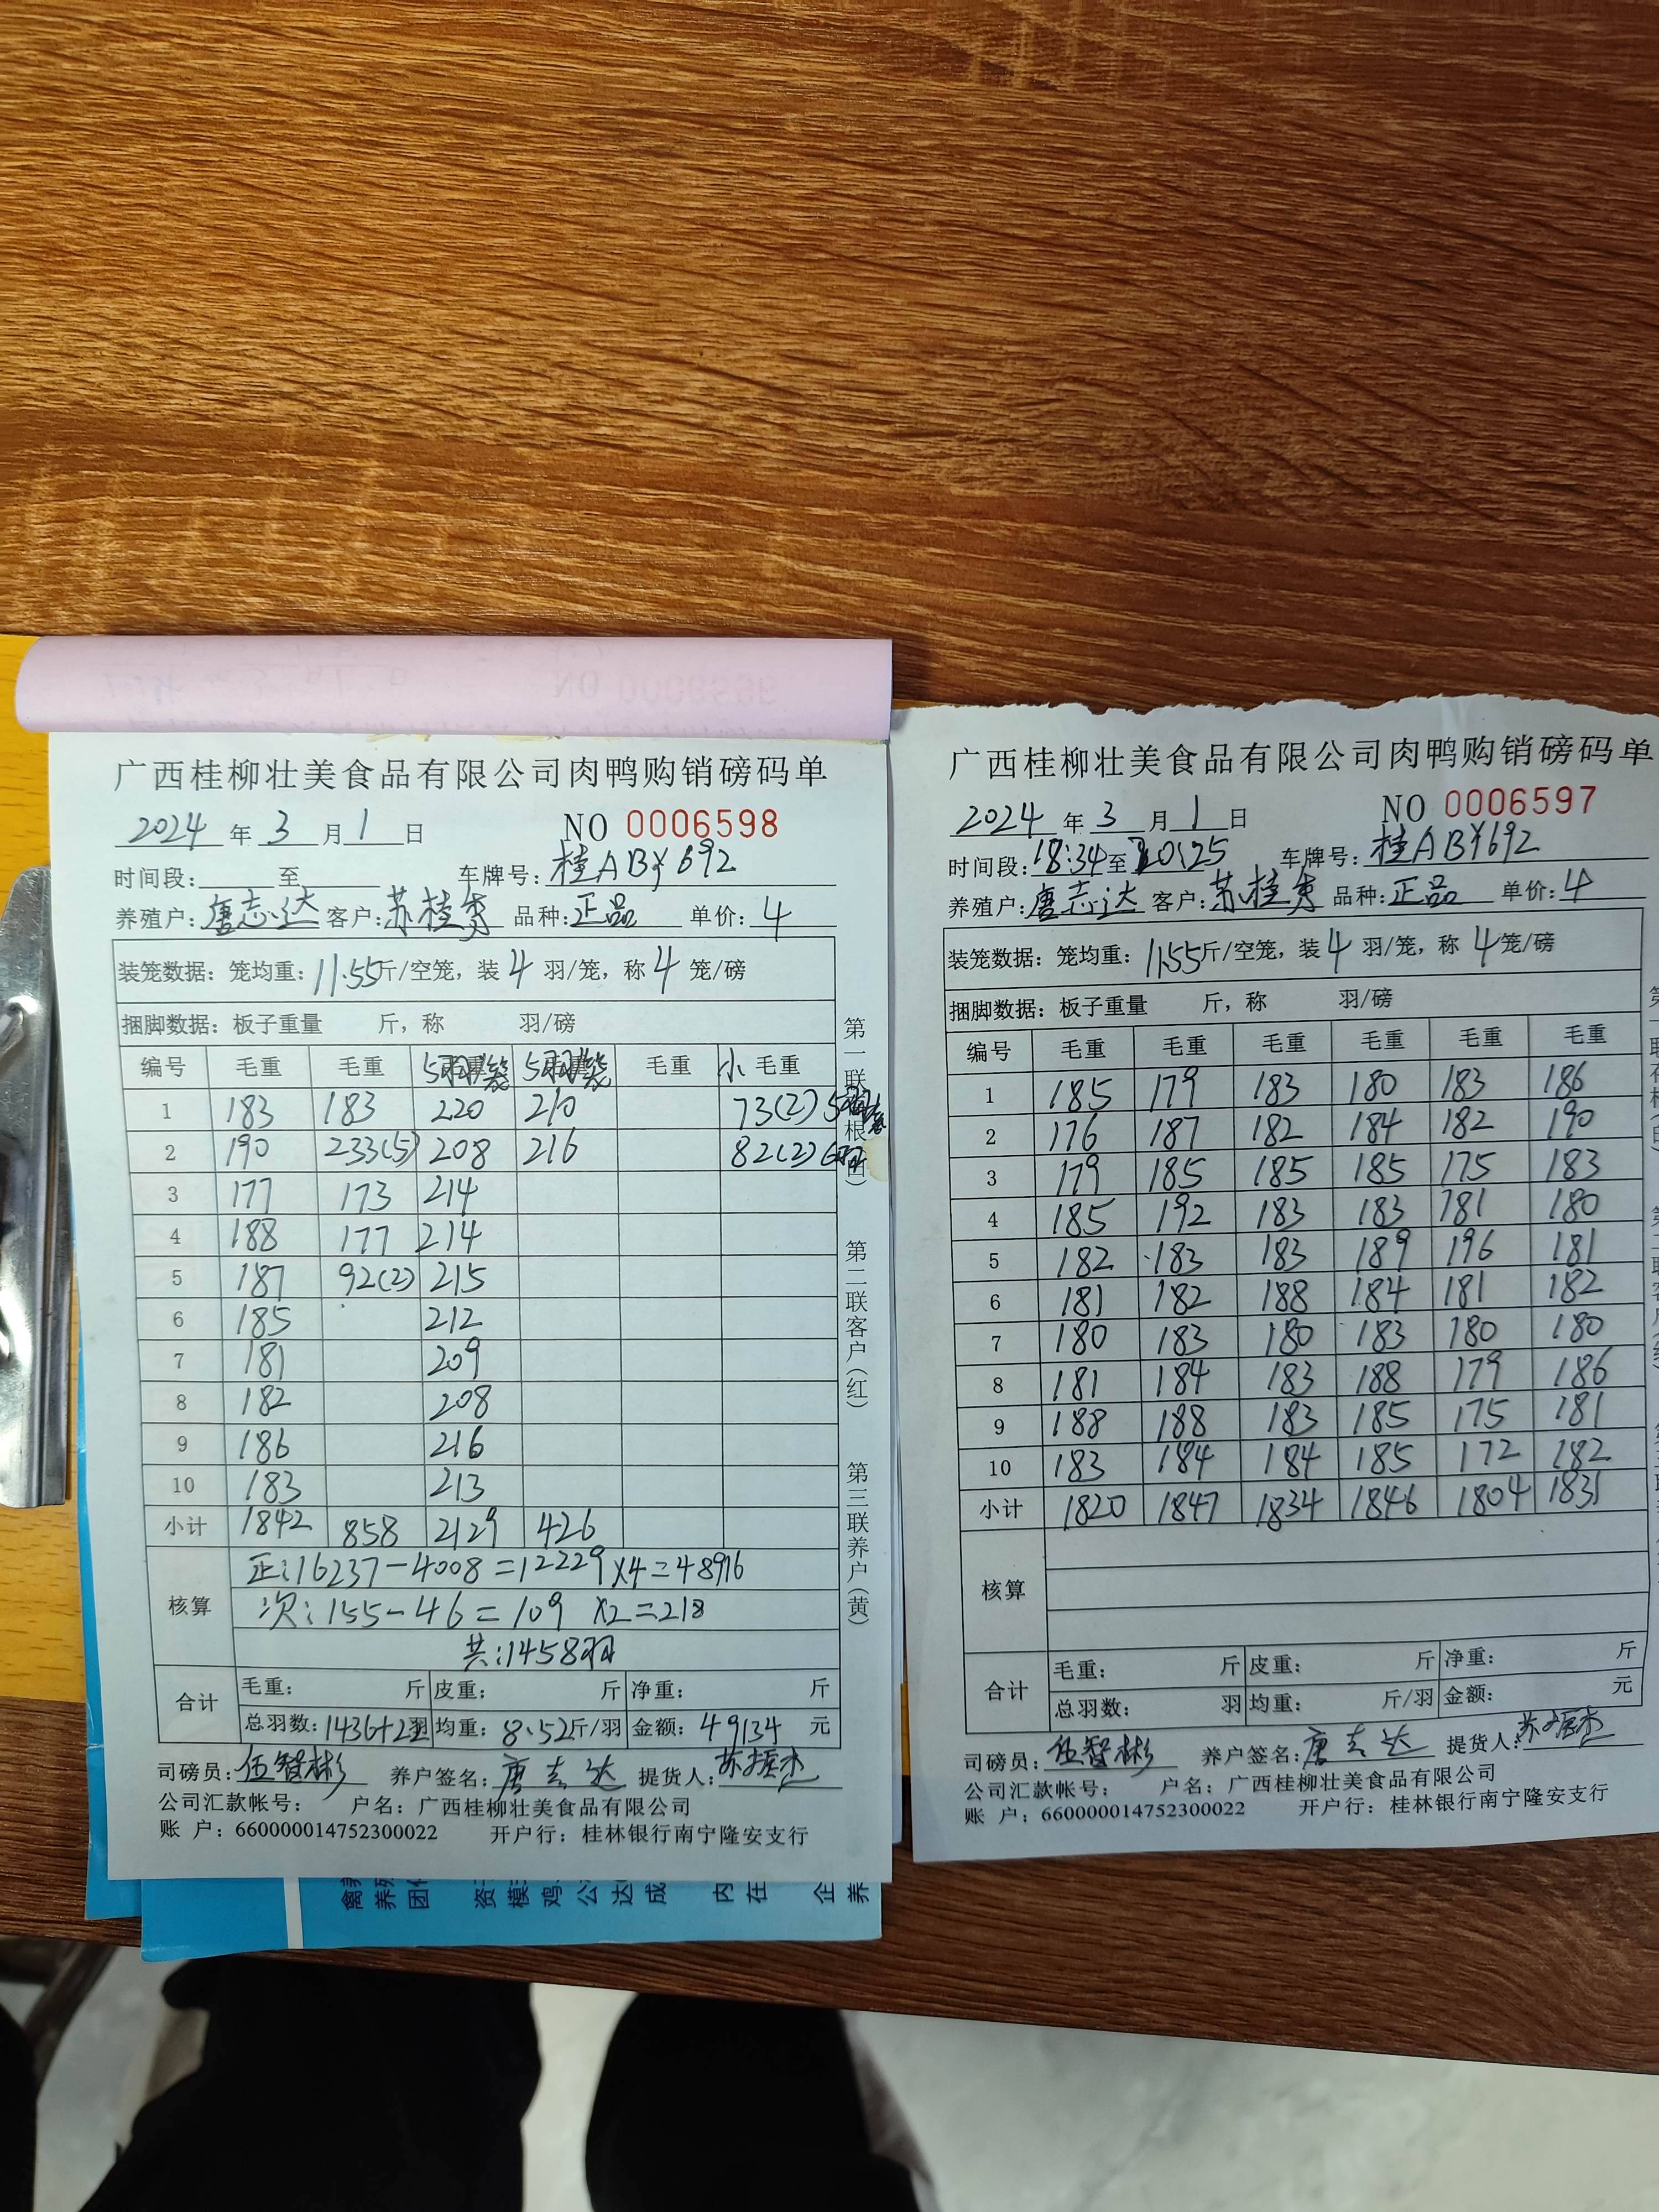 广西桂柳壮美食品有限公司肉鸭购销磅码单
2024 年 3 月 1 日 NO 0006598
时间段: 至 车牌号: 桂ABY692
养殖户: 唐志达 客户: 苏桂秀 品种: 正品 单价: 4
装笼数据: 笼均重: 11.55斤/空笼, 装 4 羽/笼, 称 4 笼/磅
捆脚数据: 板子重量 斤, 称 羽/磅
编号 毛重 毛重 5羽/袋 5羽/袋 毛重 小 毛重
1 183 183 220 210 73(2)
2 190 233(5) 208 216 82(2)
3 177 173 214
4 188 177 214
5 187 92(2) 215
6 185 212
7 181 209
8 182 208
9 186 216
10 183 213
小计 1842 858 2129 426
核算 正:16237-4008=12229×4=48916
次:155-46=109 ×2=218
共:1458羽
合计 毛重: 斤 皮重: 斤 净重: 斤
总羽数: 均重: 8.52斤/羽 金额: 49134 元
司磅员: 伍智彬 养户签名: 唐志达 提货人: 苏振杰
公司汇款帐号: 户名: 广西桂柳壮美食品有限公司
账 户: 660000014752300022 开户行: 桂林银行南宁隆安支行
第一联 根
第二联客户(红)
第三联养户(黄)
广西桂柳壮美食品有限公司肉鸭购销磅码单
2024 年 3 月 1 日 NO 0006597
时间段: 18:34至20:25 车牌号: 桂ABY692
养殖户: 唐志达 客户: 苏桂秀 品种: 正品 单价: 4
装笼数据: 笼均重: 11.55斤/空笼, 装 4 羽/笼, 称 4 笼/磅
捆脚数据: 板子重量 斤, 称 羽/磅
编号 毛重 毛重 毛重 毛重 毛重 毛重
1 185 179 183 180 183 186
2 176 187 182 184 182 190
3 179 185 185 185 175 183
4 185 192 183 183 181 180
5 182 183 183 189 196 181
6 181 182 188 184 181 182
7 180 183 180 183 180 180
8 181 184 183 188 179 186
9 188 188 183 185 175 181
10 183 184 184 185 172 182
小计 1820 1847 1834 1846 1804 1831
核算
合计 毛重: 斤 皮重: 斤 净重: 斤
总羽数: 羽 均重: 斤/羽 金额: 元
司磅员: 伍智彬 养户签名: 唐志达 提货人: 苏振杰
公司汇款帐号: 户名: 广西桂柳壮美食品有限公司
账 户: 660000014752300022 开户行: 桂林银行南宁隆安支行